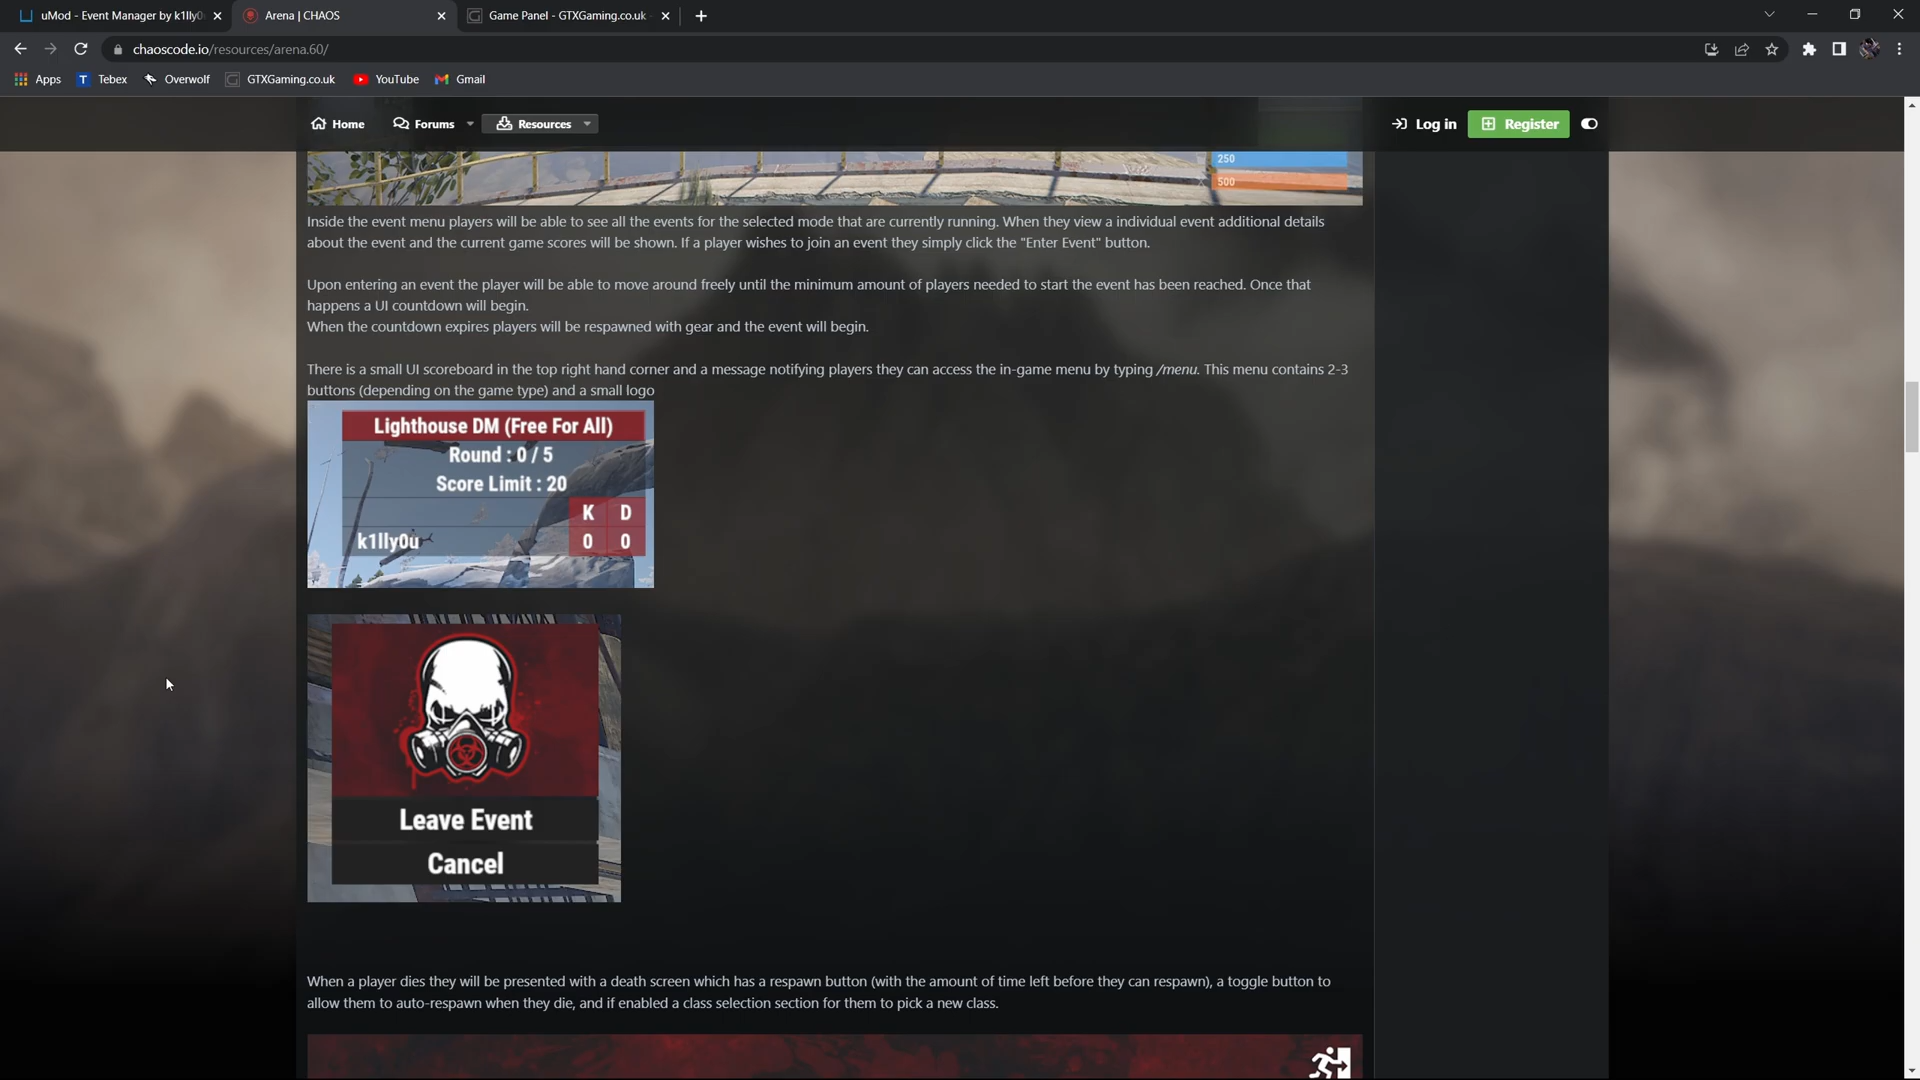 uMod - Event Manager by k1lly0u
Arena | CHAOS
Game Panel - GTXGaming.co.uk
chaoscode.io/resources/arena.60/
Apps
Tebex
Overwolf
GTXGaming.co.uk
YouTube
Gmail
Home
Forums
Resources
Log in
Register
250
500
Inside the event menu players will be able to see all the events for the selected mode that are currently running. When they view a individual event additional details
about the event and the current game scores will be shown. If a player wishes to join an event they simply click the "Enter Event" button.
Upon entering an event the player will be able to move around freely until the minimum amount of players needed to start the event has been reached. Once that
happens a UI countdown will begin.
When the countdown expires players will be respawned with gear and the event will begin.
There is a small UI scoreboard in the top right hand corner and a message notifying players they can access the in-game menu by typing /menu. This menu contains 2-3
buttons (depending on the game type) and a small logo
Lighthouse DM (Free For All)
Round : 0 / 5
Score Limit : 20
K D
k1lly0u 0 0
Leave Event
Cancel
When a player dies they will be presented with a death screen which has a respawn button (with the amount of time left before they can respawn), a toggle button to
allow them to auto-respawn when they die, and if enabled a class selection section for them to pick a new class.